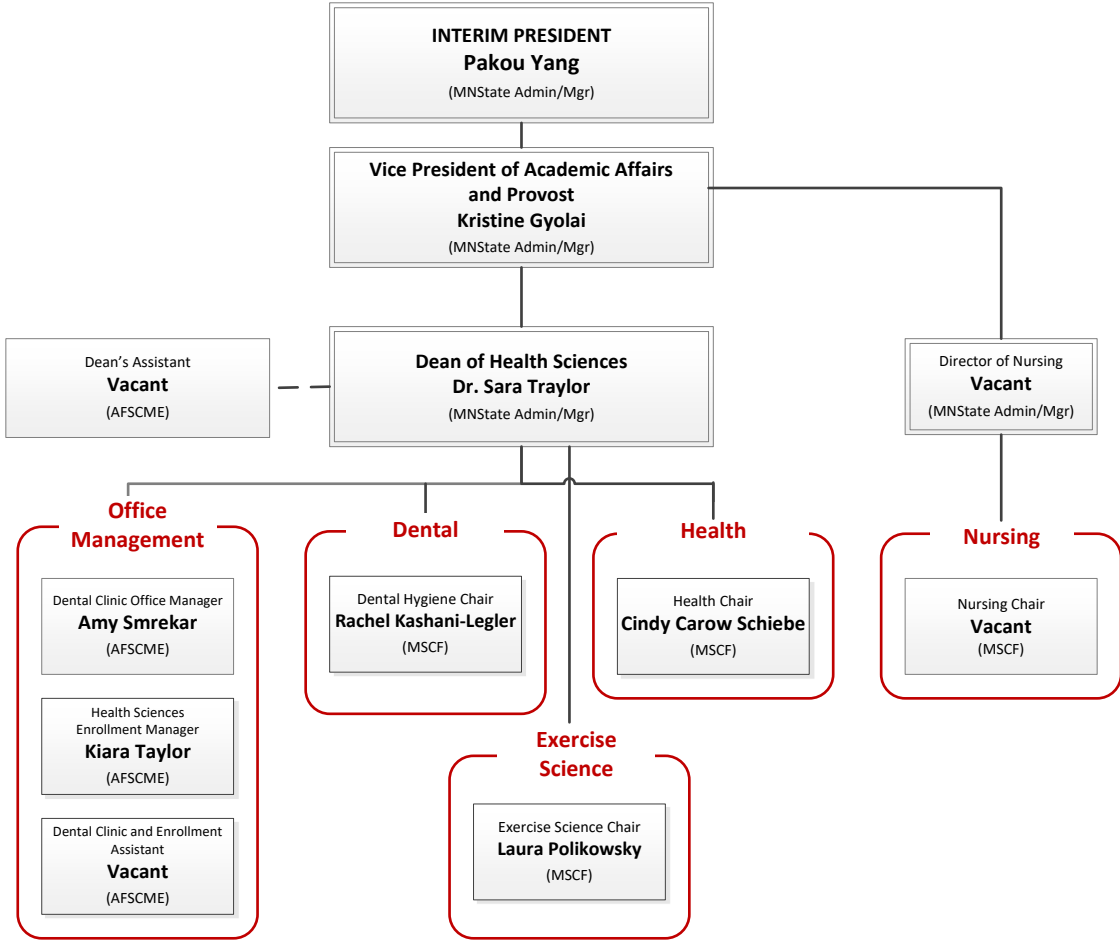 INTERIM PRESIDENT
Pakou Yang
(MNState Admin/Mgr)
Vice President of Academic Affairs
and Provost
Kristine Gyolai
(MNState Admin/Mgr)
Dean’s Assistant
Vacant
(AFSCME)
Dean of Health Sciences
Dr. Sara Traylor
(MNState Admin/Mgr)
Director of Nursing
Vacant
(MNState Admin/Mgr)
Office
Management
Dental Clinic Office Manager
Amy Smrekar
(AFSCME)
Health Sciences
Enrollment Manager
Kiara Taylor
(AFSCME)
Dental Clinic and Enrollment
Assistant
Vacant
(AFSCME)
Dental
Dental Hygiene Chair
Rachel Kashani-Legler
(MSCF)
Exercise
Science
Exercise Science Chair
Laura Polikowsky
(MSCF)
Health
Health Chair
Cindy Carow Schiebe
(MSCF)
Nursing
Nursing Chair
Vacant
(MSCF)